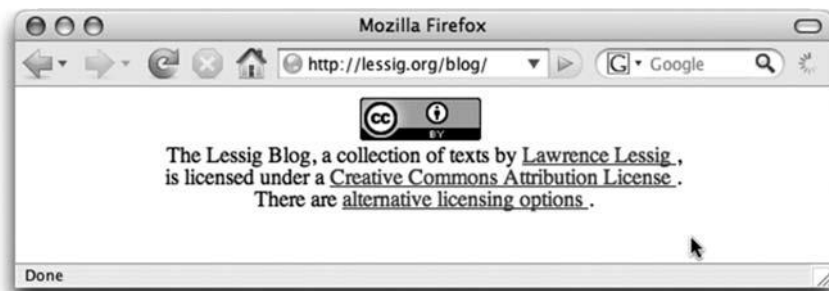 Mozilla Firefox
http://lessig.org/blog/ G Google
cc BY
The Lessig Blog, a collection of texts by Lawrence Lessig ,
is licensed under a Creative Commons Attribution License .
There are alternative licensing options .
Done